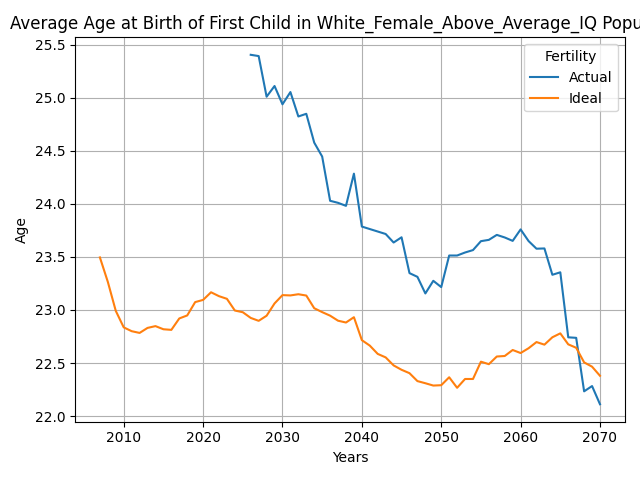 Average Age at Birth of First Child in White_Female_Above_Average_IQ Popu
25.5
25.0
24.5
24.0
23.5
23.0
22.5
22.0
Age
Fertility
Actual
Ideal
2010 2020 2030 2040 2050 2060 2070
Years